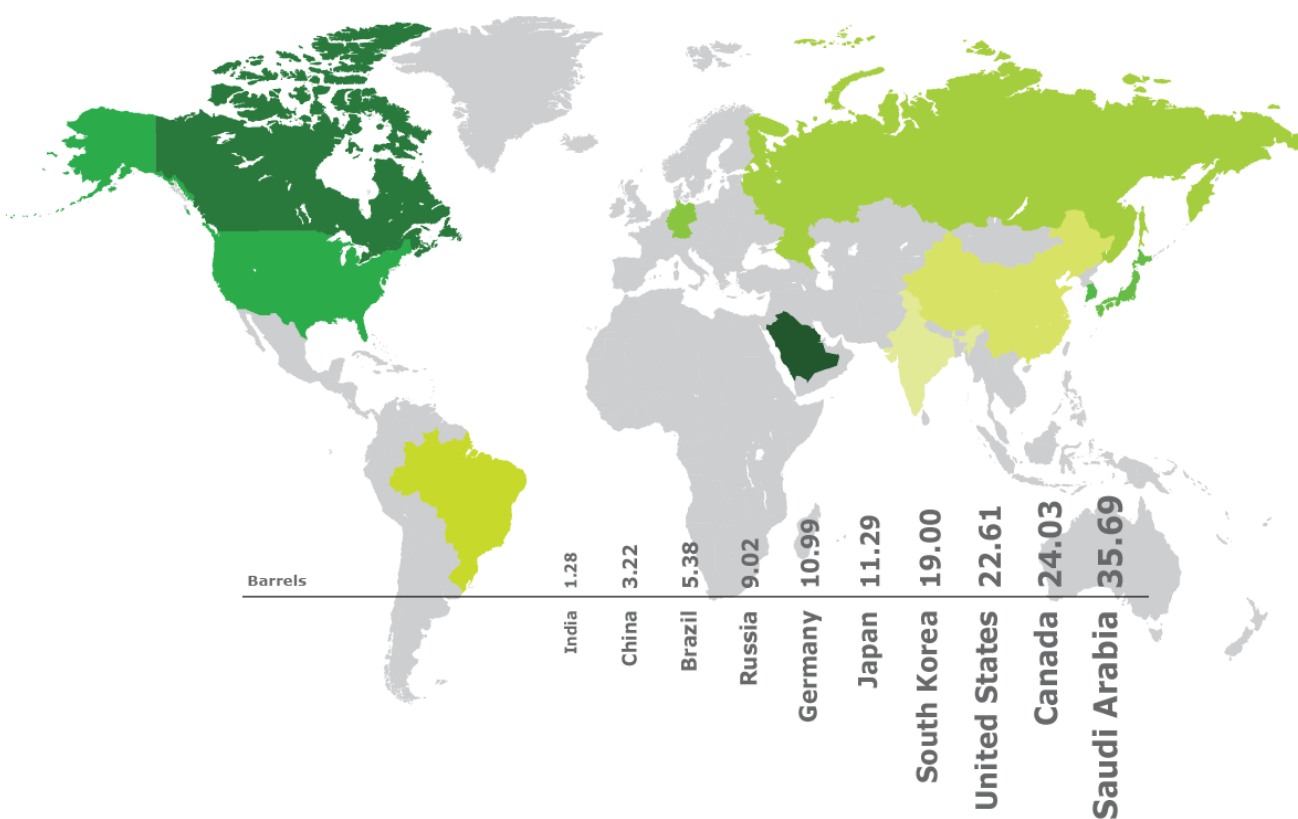 Barrels
1.28
3.22
5.38
9.02
10.99
11.29
19.00
22.61
24.03
35.69
India
China
Brazil
Russia
Germany
Japan
South Korea
United States
Canada
Saudi Arabia